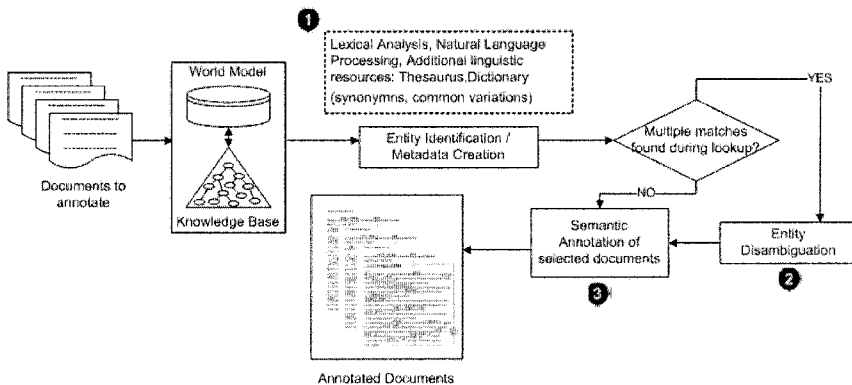 1
Lexical Analysis, Natural Language
Processing, Additional linguistic
resources: Thesaurus,Dictionary
(synonymns, common variations)
World Model
YES
Entity Identification /
Metadata Creation
Multiple matches
found during lookup?
Documents to
annotate
Knowledge Base
NO
Semantic
Annotation of
selected documents
Entity
Disambiguation
2
3
Annotated Documents